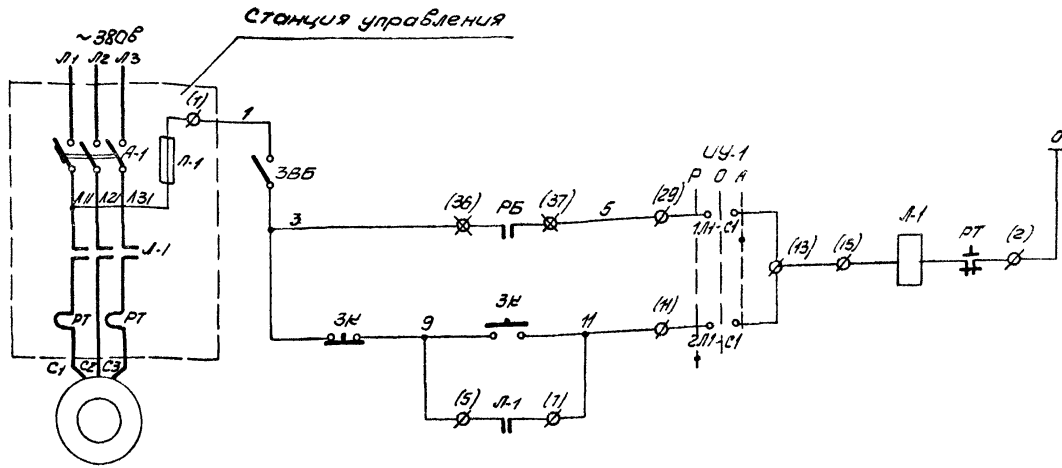 Станция управления
~380в
Л1 Л2 Л3
(1) 1
А-1
П-1
3ВБ
Л11 Л21 Л31
УУ-1
Р О А
(36) РБ (37) 5 (29)
3
1Л1-С1
0
Л-1
(13) (15) Л-1 РТ (2)
РТ РТ
3К 9 3К 11 (11)
2Л1-С1
С1 С2 С3
(5) Л-1 (7)